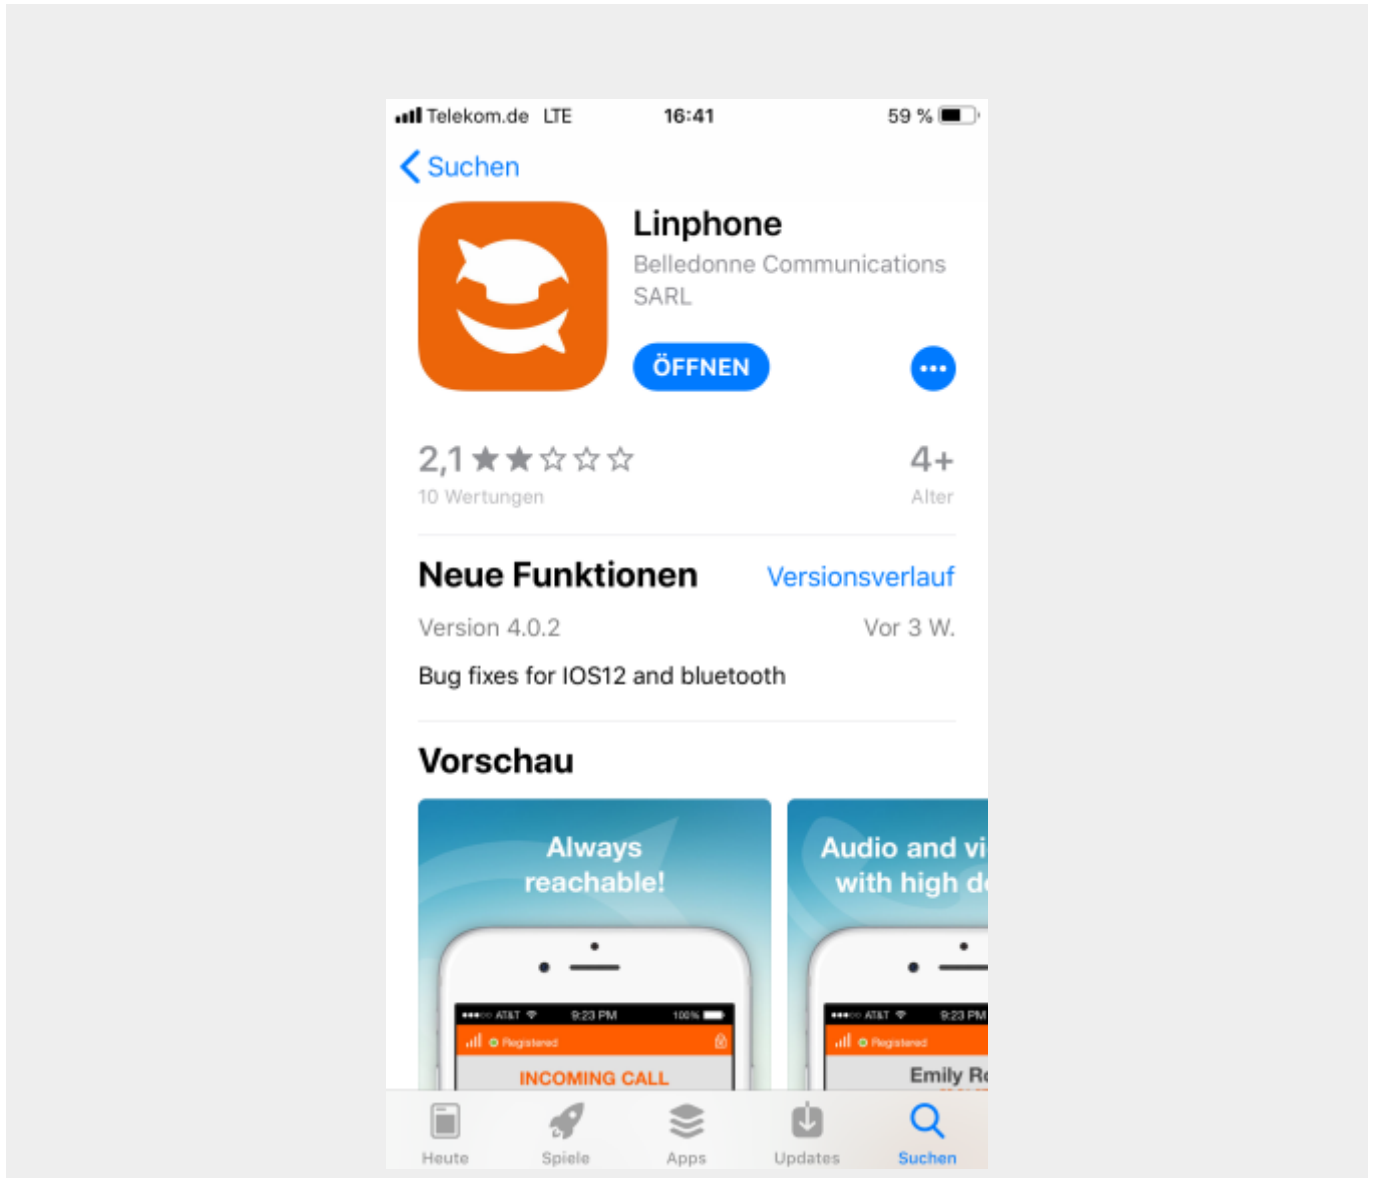 Telekom.de LTE 16:41 59 %
Suchen
Linphone
Belledonne Communications
SARL
ÖFFNEN
2,1
4+
10 Wertungen
Alter
Neue Funktionen
Versionsverlauf
Version 4.0.2
Vor 3 W.
Bug fixes for IOS12 and bluetooth
Vorschau
Always
reachable!
AT&T 9:23 PM 100%
Registered
INCOMING CALL
Audio and vi
with high d
AT&T 9:23 PM
Registered
Emily R
Heute
Spiele
Apps
Updates
Suchen